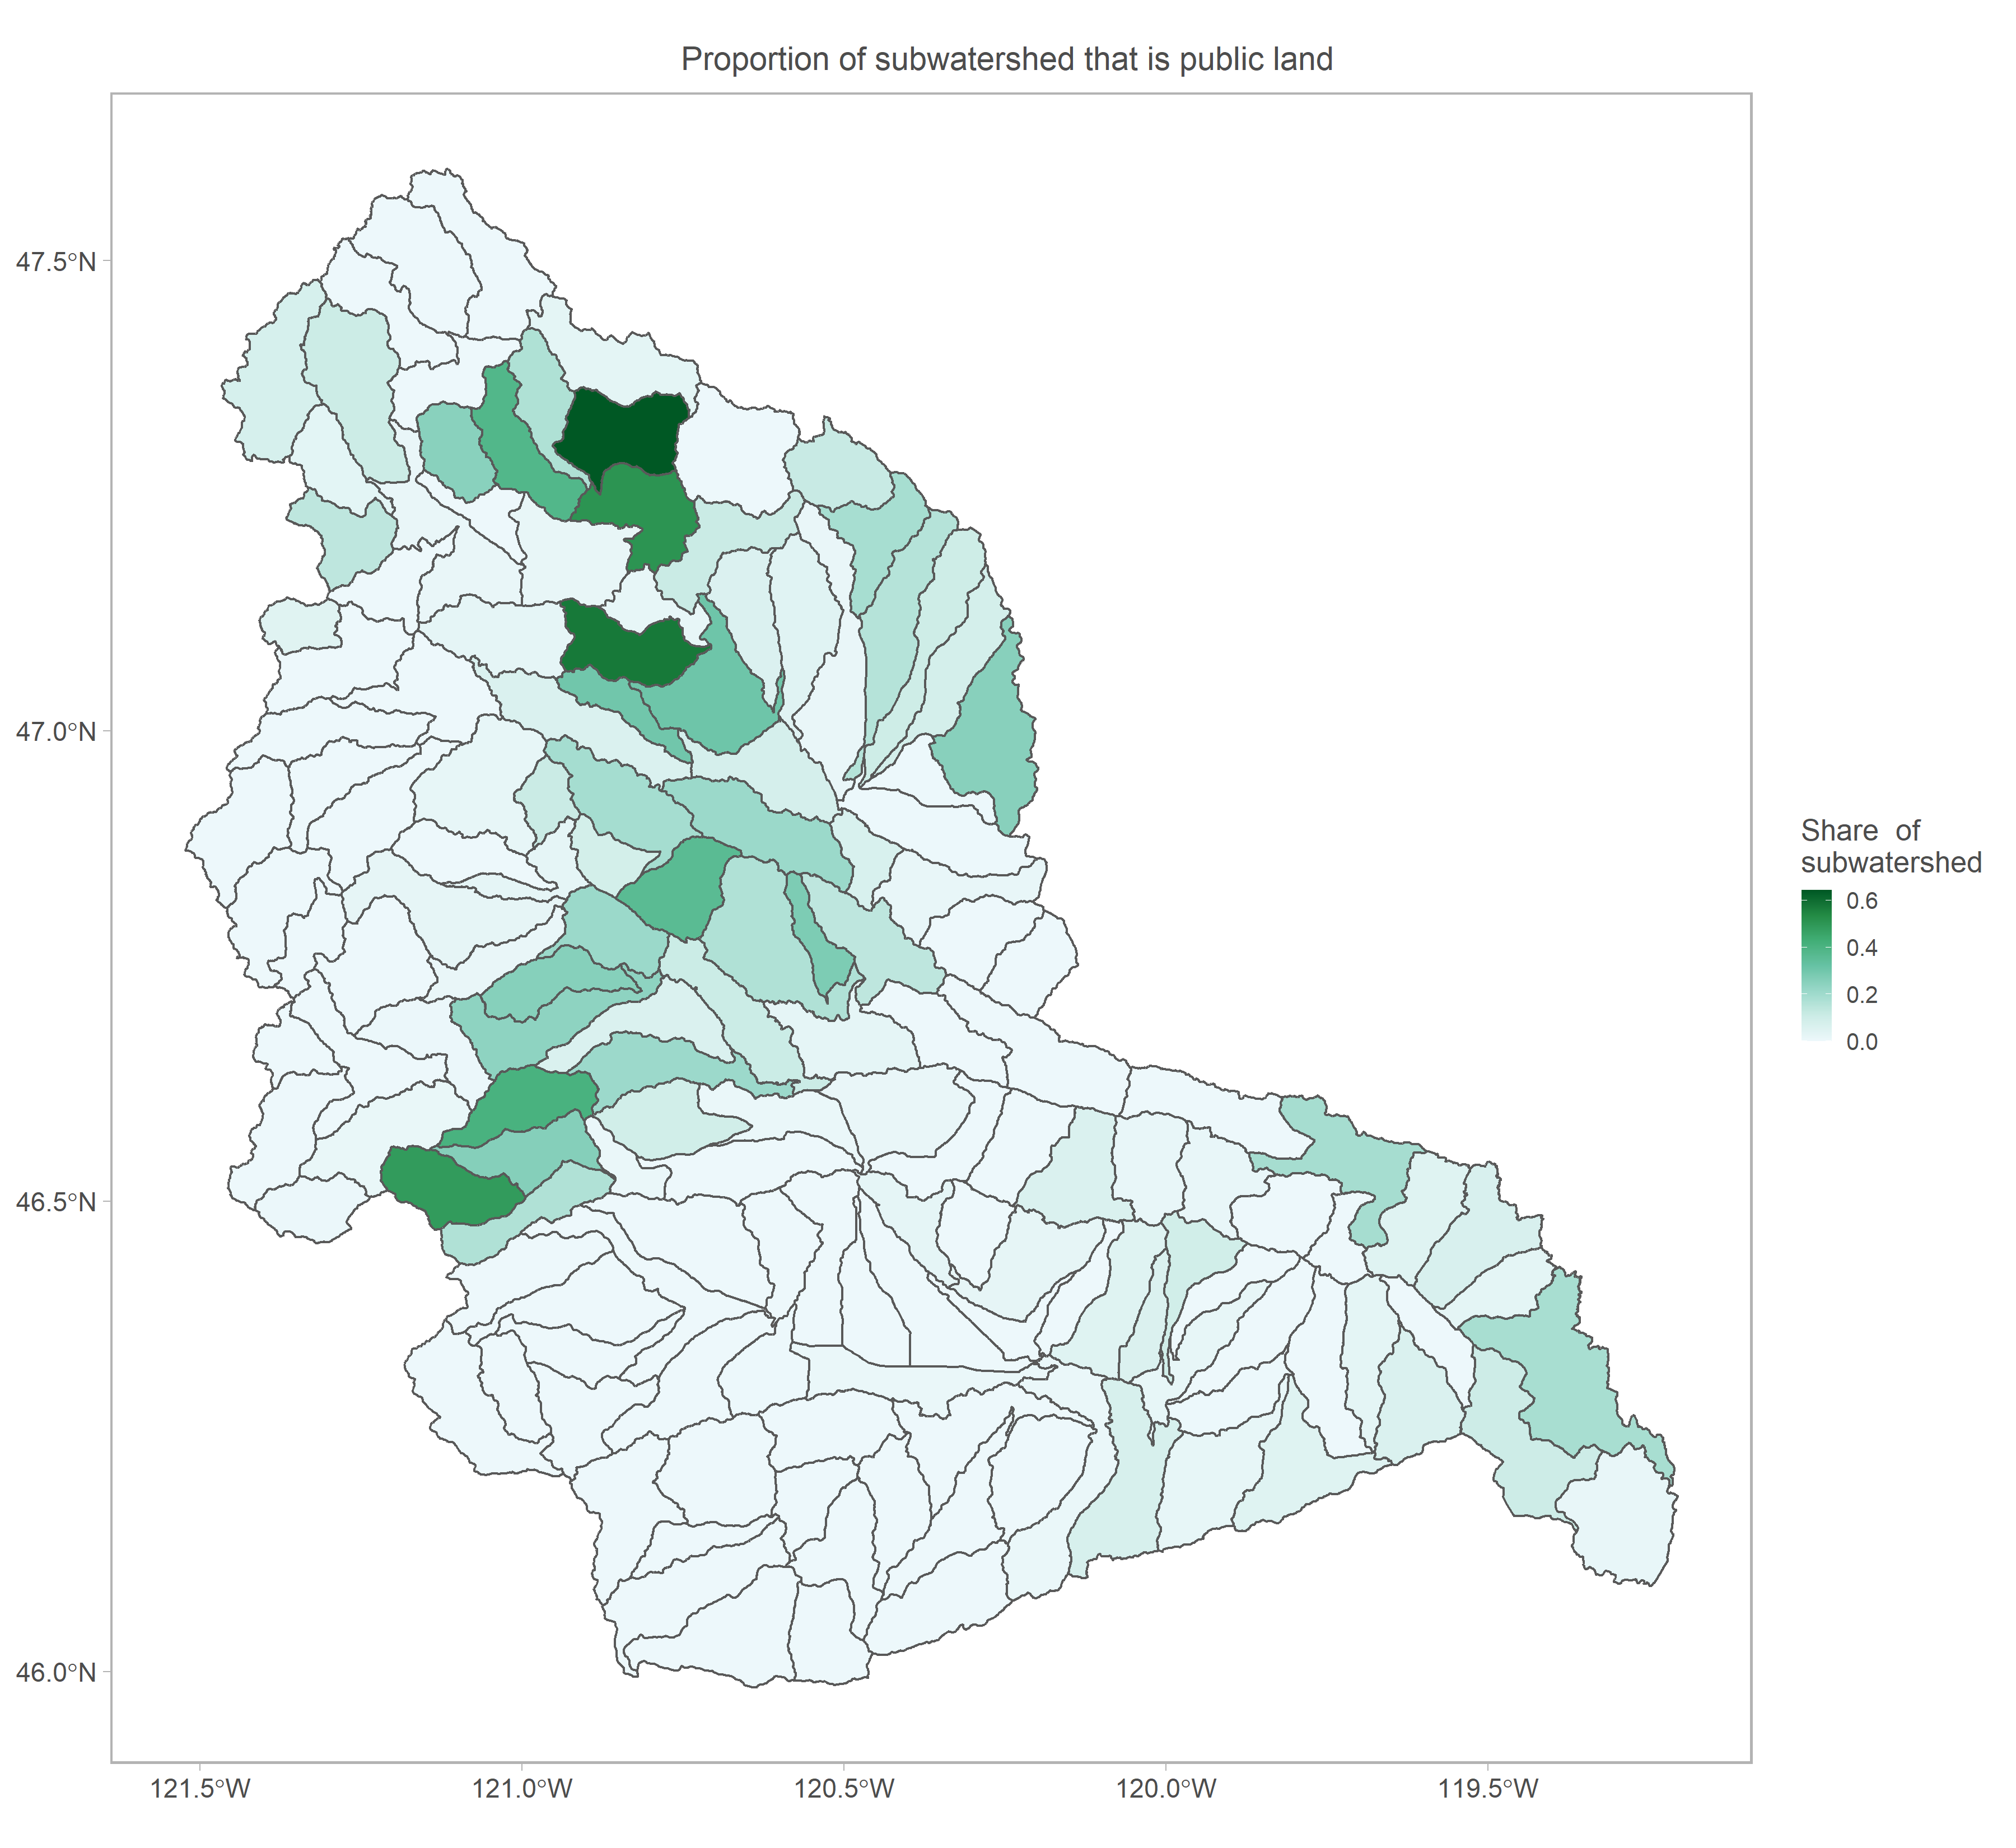 Proportion of subwatershed that is public land
47.5°N
47.0°N
46.5°N
46.0°N
121.5°W
121.0°W
120.5°W
120.0°W
119.5°W
Share  of
subwatershed
0.6
0.4
0.2
0.0